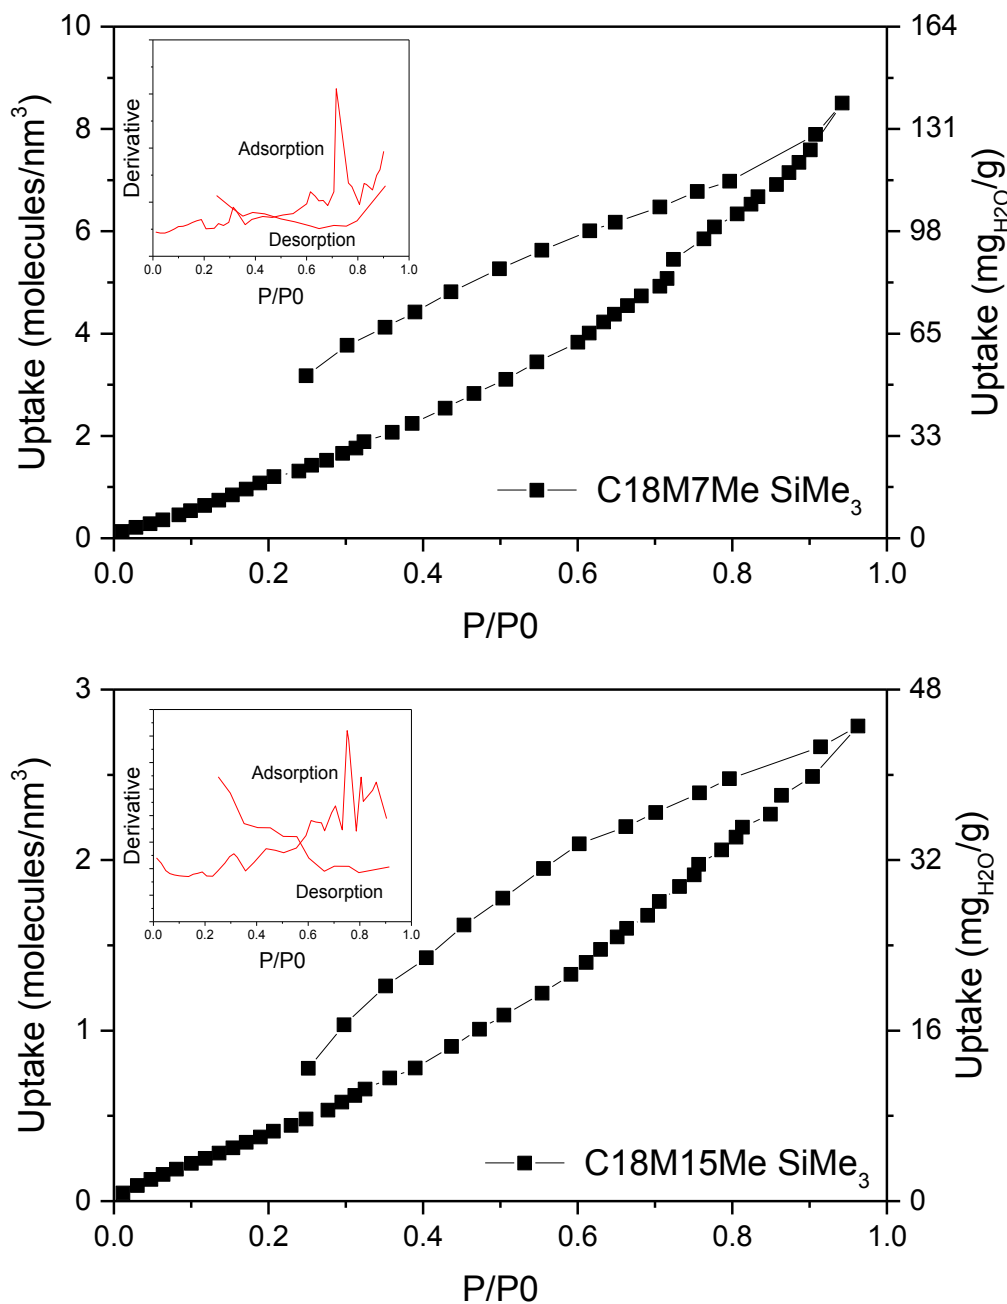 10
8
6
4
2
0
Uptake (molecules/nm³)
164
131
98
65
33
0
Uptake (mg_H2O/g)
0.0 0.2 0.4 0.6 0.8 1.0
P/P0
C18M7Me SiMe₃
Derivative
Adsorption
Desorption
0.0 0.2 0.4 0.6 0.8 1.0
P/P0
3
2
1
0
Uptake (molecules/nm³)
48
32
16
0
Uptake (mg_H2O/g)
0.0 0.2 0.4 0.6 0.8 1.0
P/P0
C18M15Me SiMe₃
Derivative
Adsorption
Desorption
0.0 0.2 0.4 0.6 0.8 1.0
P/P0